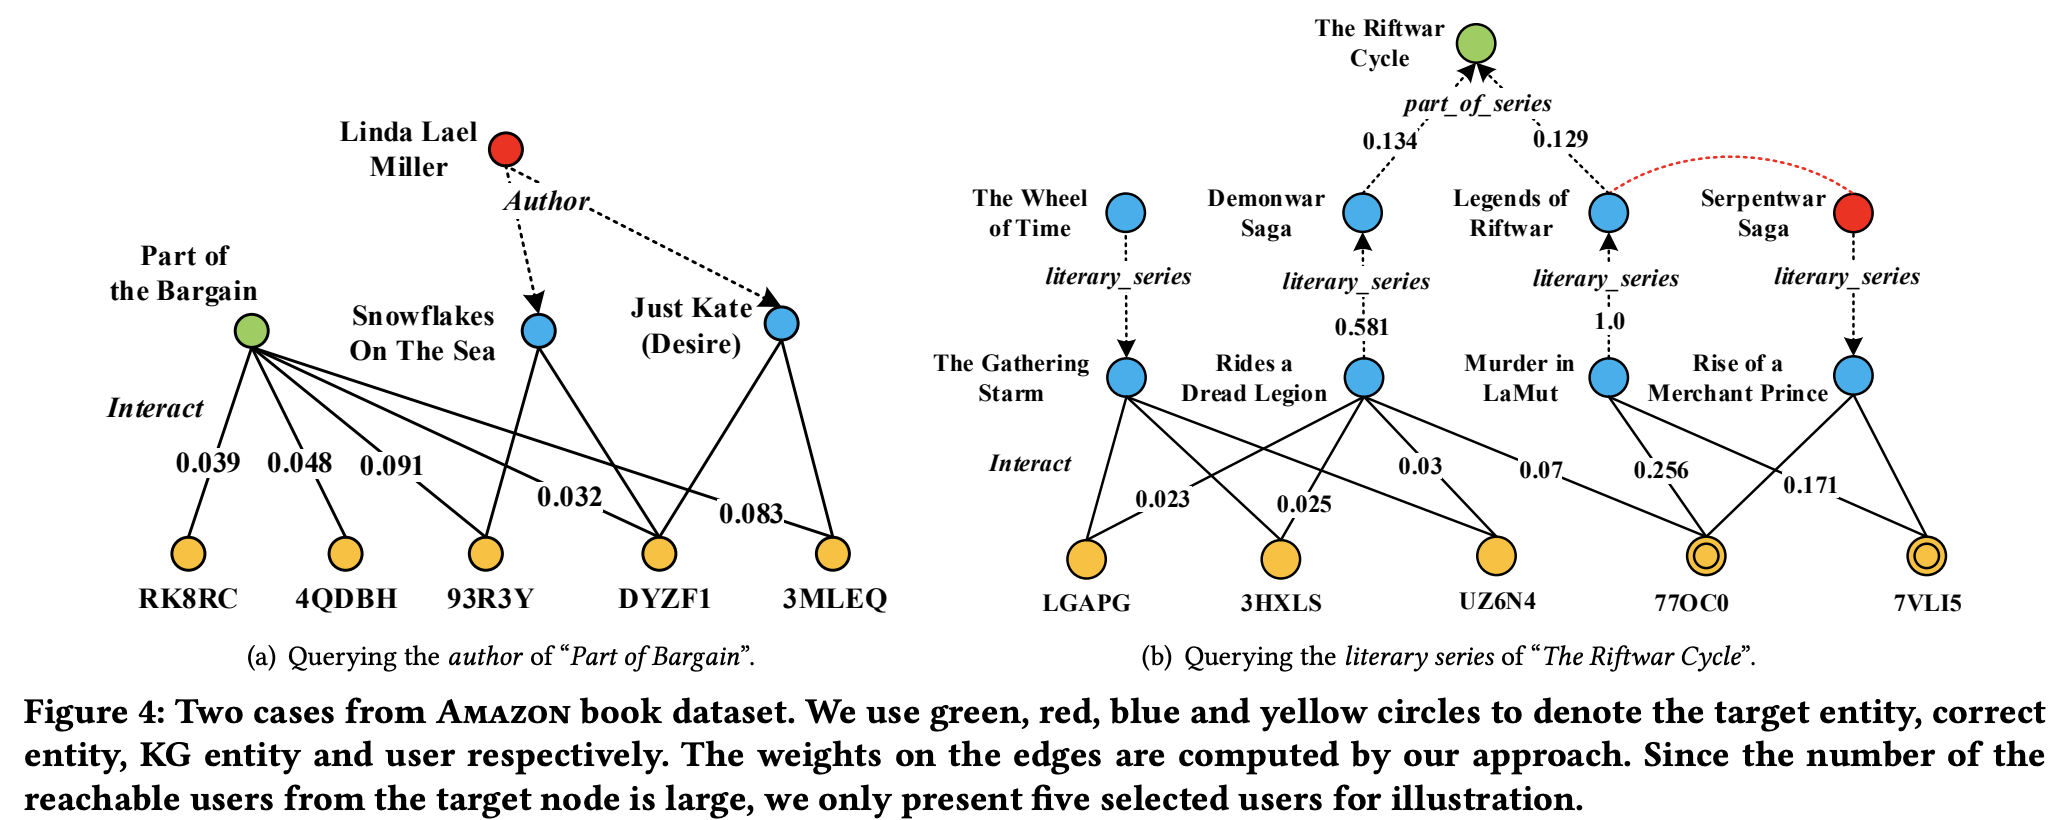 Linda Lael
Miller
Author
Part of
the Bargain
Snowflakes
On The Sea
Just Kate
(Desire)
Interact
0.039
0.048
0.091
0.032
0.083
RK8RC
4QDBH
93R3Y
DYZF1
3MLEQ
(a) Querying the author of “Part of Bargain”.
The Riftwar
Cycle
part_of_series
0.134
0.129
The Wheel
of Time
Demonwar
Saga
Legends of
Riftwar
Serpentwar
Saga
literary_series
literary_series
literary_series
literary_series
0.581
1.0
The Gathering
Starm
Rides a
Dread Legion
Murder in
LaMut
Rise of a
Merchant Prince
Interact
0.023
0.025
0.03
0.07
0.256
0.171
LGAPG
3HXLS
UZ6N4
77OC0
7VLI5
(b) Querying the literary series of “The Riftwar Cycle”.
Figure 4: Two cases from Amazon book dataset. We use green, red, blue and yellow circles to denote the target entity, correct
entity, KG entity and user respectively. The weights on the edges are computed by our approach. Since the number of the
reachable users from the target node is large, we only present five selected users for illustration.